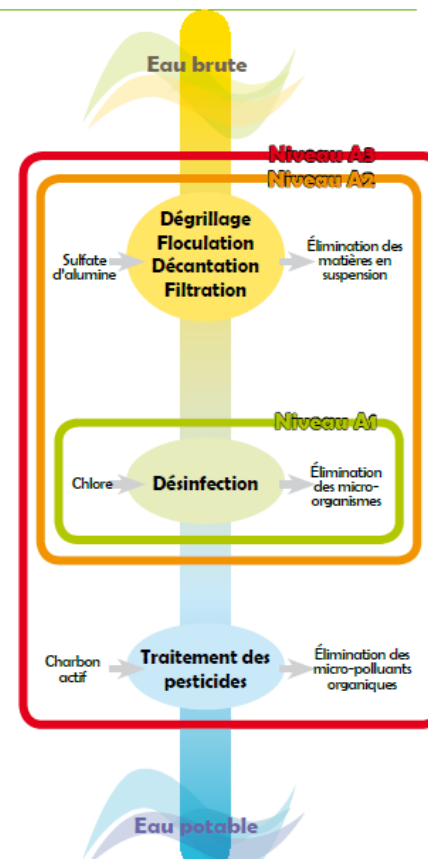 Eau brute
Niveau A3
Niveau A2
Dégrillage
Floculation
Décantation
Filtration
Sulfate
d'alumine
Élimination des
matières en
suspension
Niveau A1
Chlore
Désinfection
Élimination
des micro-
organismes
Charbon
actif
Traitement des
pesticides
Élimination des
micro-polluants
organiques
Eau potable